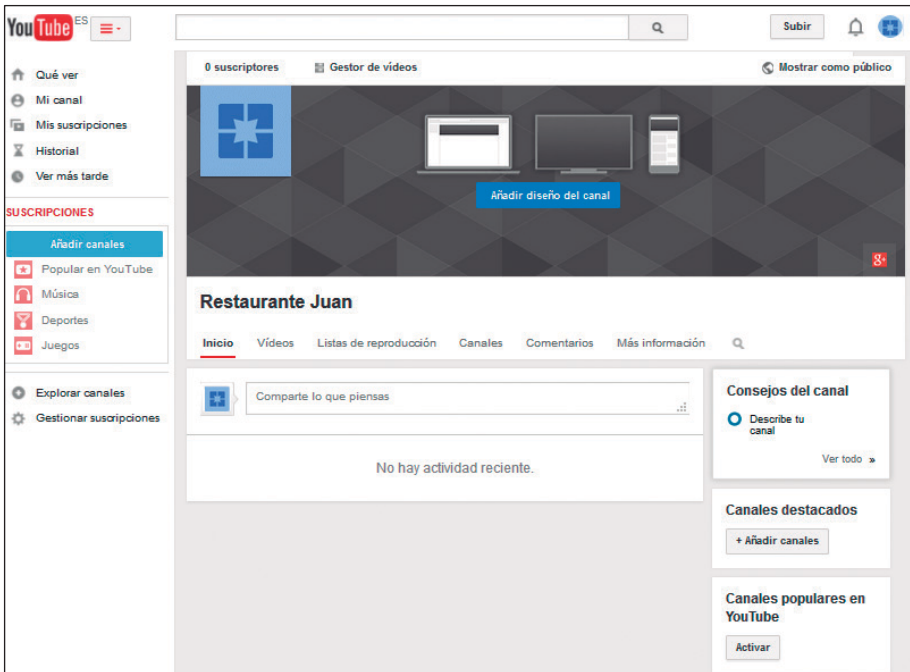 YouTube ES
Subir
Qué ver
Mi canal
Mis suscripciones
Historial
Ver más tarde
SUSCRIPCIONES
Añadir canales
Popular en YouTube
Música
Deportes
Juegos
Explorar canales
Gestionar suscripciones
0 suscriptores Gestor de vídeos Mostrar como público
Añadir diseño del canal
g+
Restaurante Juan
Inicio Vídeos Listas de reproducción Canales Comentarios Más información
Comparte lo que piensas
No hay actividad reciente.
Consejos del canal
Describe tu
canal
Ver todo »
Canales destacados
+ Añadir canales
Canales populares en
YouTube
Activar